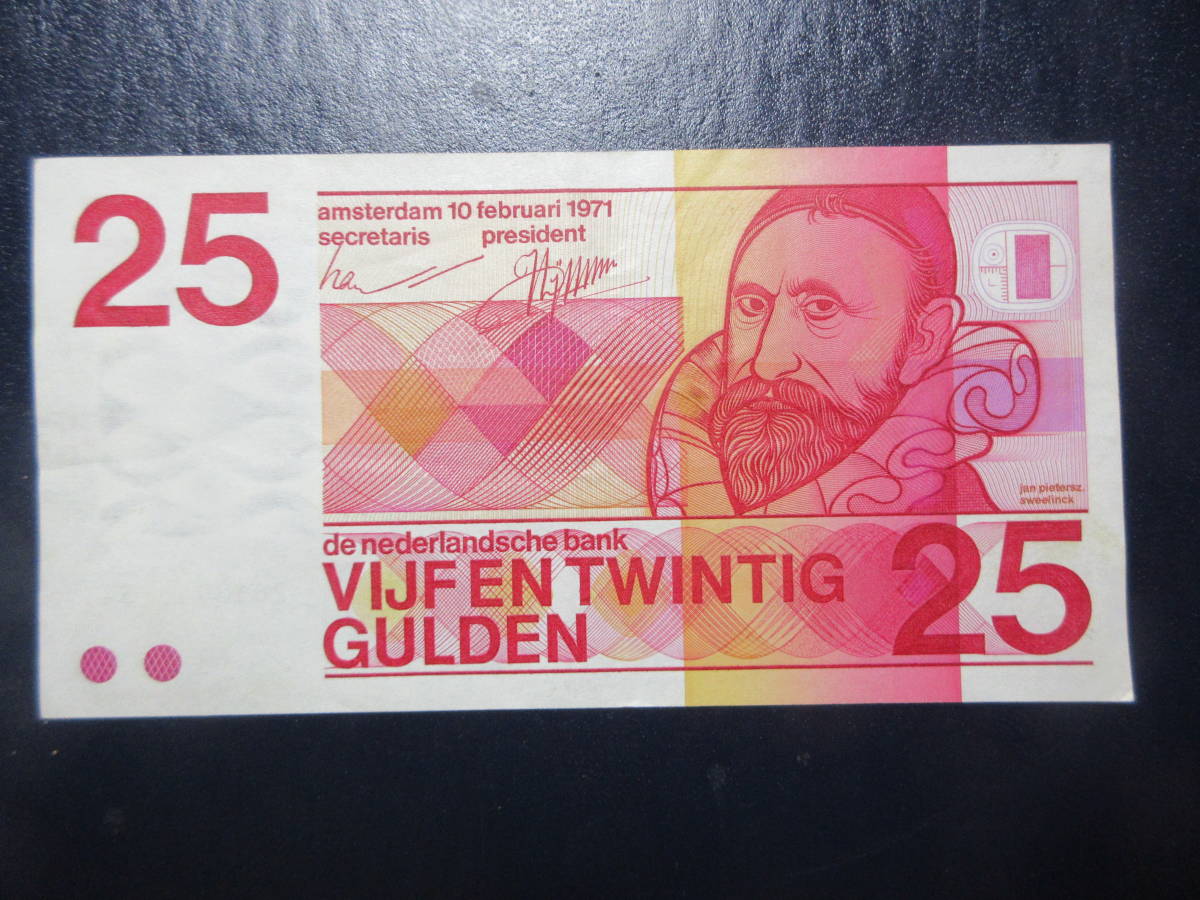 25
amsterdam 10 februari 1971
secretaris president
jan pietersz.
sweelinck
de nederlandsche bank
VIJF EN TWINTIG
GULDEN
25